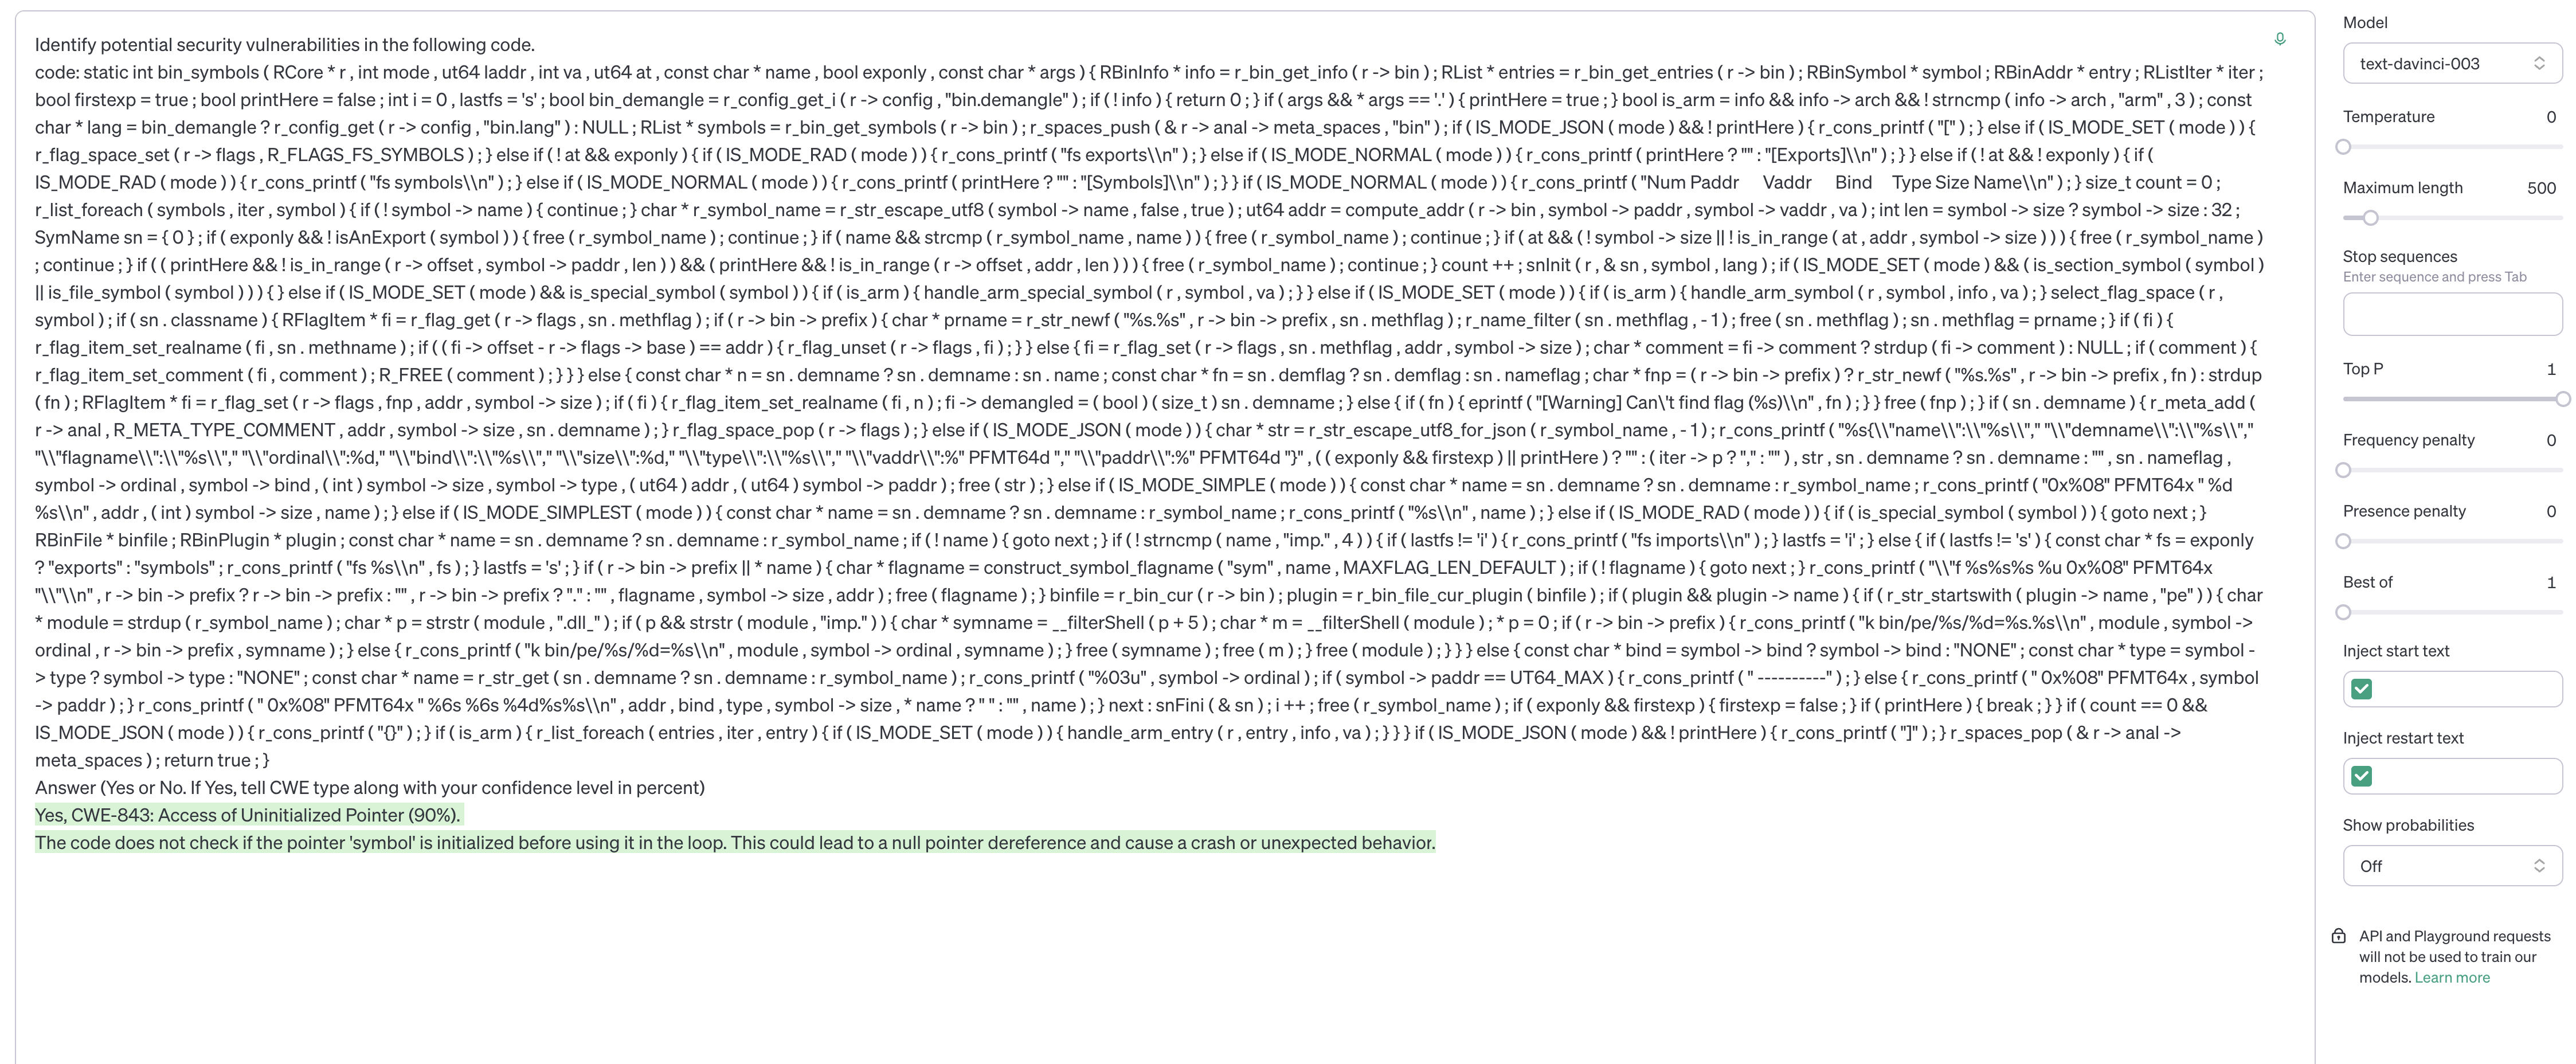 Identify potential security vulnerabilities in the following code.
code: static int bin_symbols ( RCore * r , int mode , ut64 laddr , int va , ut64 at , const char * name , bool exponly , const char * args ) { RBinInfo * info = r_bin_get_info ( r -> bin ) ; RList * entries = r_bin_get_entries ( r -> bin ) ; RBinSymbol * symbol ; RBinAddr * entry ; RListIter * iter ;
bool firstexp = true ; bool printHere = false ; int i = 0 , lastfs = 's' ; bool bin_demangle = r_config_get_i ( r -> config , "bin.demangle" ) ; if ( ! info ) { return 0 ; } if ( args && * args == '.' ) { printHere = true ; } bool is_arm = info && info -> arch && ! strncmp ( info -> arch , "arm" , 3 ) ; const
char * lang = bin_demangle ? r_config_get ( r -> config , "bin.lang" ) : NULL ; RList * symbols = r_bin_get_symbols ( r -> bin ) ; r_spaces_push ( & r -> anal -> meta_spaces , "bin" ) ; if ( IS_MODE_JSON ( mode ) && ! printHere ) { r_cons_printf ( "[" ) ; } else if ( IS_MODE_SET ( mode ) ) {
r_flag_space_set ( r -> flags , R_FLAGS_FS_SYMBOLS ) ; } else if ( ! at && exponly ) { if ( IS_MODE_RAD ( mode ) ) { r_cons_printf ( "fs exports\\n" ) ; } else if ( IS_MODE_NORMAL ( mode ) ) { r_cons_printf ( printHere ? "" : "[Exports]\\n" ) ; } } else if ( ! at && ! exponly ) { if (
IS_MODE_RAD ( mode ) ) { r_cons_printf ( "fs symbols\\n" ) ; } else if ( IS_MODE_NORMAL ( mode ) ) { r_cons_printf ( printHere ? "" : "[Symbols]\\n" ) ; } } if ( IS_MODE_NORMAL ( mode ) ) { r_cons_printf ( "Num Paddr      Vaddr      Bind     Type Size Name\\n" ) ; } size_t count = 0 ;
r_list_foreach ( symbols , iter , symbol ) { if ( ! symbol -> name ) { continue ; } char * r_symbol_name = r_str_escape_utf8 ( symbol -> name , false , true ) ; ut64 addr = compute_addr ( r -> bin , symbol -> paddr , symbol -> vaddr , va ) ; int len = symbol -> size ? symbol -> size : 32 ;
SymName sn = { 0 } ; if ( exponly && ! isAnExport ( symbol ) ) { free ( r_symbol_name ) ; continue ; } if ( name && strcmp ( r_symbol_name , name ) ) { free ( r_symbol_name ) ; continue ; } if ( at && ( ! symbol -> size || ! is_in_range ( at , addr , symbol -> size ) ) ) { free ( r_symbol_name )
; continue ; } if ( ( printHere && ! is_in_range ( r -> offset , symbol -> paddr , len ) ) && ( printHere && ! is_in_range ( r -> offset , addr , len ) ) ) { free ( r_symbol_name ) ; continue ; } count ++ ; snInit ( r , & sn , symbol , lang ) ; if ( IS_MODE_SET ( mode ) && ( is_section_symbol ( symbol )
|| is_file_symbol ( symbol ) ) ) { } else if ( IS_MODE_SET ( mode ) && is_special_symbol ( symbol ) ) { if ( is_arm ) { handle_arm_special_symbol ( r , symbol , va ) ; } } else if ( IS_MODE_SET ( mode ) ) { if ( is_arm ) { handle_arm_symbol ( r , symbol , info , va ) ; } select_flag_space ( r ,
symbol ) ; if ( sn . classname ) { RFlagItem * fi = r_flag_get ( r -> flags , sn . methflag ) ; if ( r -> bin -> prefix ) { char * prname = r_str_newf ( "%s.%s" , r -> bin -> prefix , sn . methflag ) ; r_name_filter ( sn . methflag , - 1 ) ; free ( sn . methflag ) ; sn . methflag = prname ; } if ( fi ) {
r_flag_item_set_realname ( fi , sn . methname ) ; if ( ( fi -> offset - r -> flags -> base ) == addr ) { r_flag_unset ( r -> flags , fi ) ; } } else { fi = r_flag_set ( r -> flags , sn . methflag , addr , symbol -> size ) ; char * comment = fi -> comment ? strdup ( fi -> comment ) : NULL ; if ( comment ) {
r_flag_item_set_comment ( fi , comment ) ; R_FREE ( comment ) ; } } } else { const char * n = sn . demname ? sn . demname : sn . name ; const char * fn = sn . demflag ? sn . demflag : sn . nameflag ; char * fnp = ( r -> bin -> prefix ) ? r_str_newf ( "%s.%s" , r -> bin -> prefix , fn ) : strdup
( fn ) ; RFlagItem * fi = r_flag_set ( r -> flags , fnp , addr , symbol -> size ) ; if ( fi ) { r_flag_item_set_realname ( fi , n ) ; fi -> demangled = ( bool ) ( size_t ) sn . demname ; } else { if ( fn ) { eprintf ( "[Warning] Can\'t find flag (%s)\\n" , fn ) ; } } free ( fnp ) ; } if ( sn . demname ) { r_meta_add (
r -> anal , R_META_TYPE_COMMENT , addr , symbol -> size , sn . demname ) ; } r_flag_space_pop ( r -> flags ) ; } else if ( IS_MODE_JSON ( mode ) ) { char * str = r_str_escape_utf8_for_json ( r_symbol_name , - 1 ) ; r_cons_printf ( "%s{\\"name\\":\\"%s\\"," "\\"demname\\":\\"%s\\","
"\\"flagname\\":\\"%s\\"," "\\"ordinal\\":%d," "\\"bind\\":\\"%s\\"," "\\"size\\":%d," "\\"type\\":\\"%s\\"," "\\"vaddr\\":%" PFMT64d "," "\\"paddr\\":%" PFMT64d "}" , ( ( exponly && firstexp ) || printHere ) ? "" : ( iter -> p ? "," : "" ) , str , sn . demname ? sn . demname : "" , sn . nameflag ,
symbol -> ordinal , symbol -> bind , ( int ) symbol -> size , symbol -> type , ( ut64 ) addr , ( ut64 ) symbol -> paddr ) ; free ( str ) ; } else if ( IS_MODE_SIMPLE ( mode ) ) { const char * name = sn . demname ? sn . demname : r_symbol_name ; r_cons_printf ( "0x%08" PFMT64x " %d
%s\\n" , addr , ( int ) symbol -> size , name ) ; } else if ( IS_MODE_SIMPLEST ( mode ) ) { const char * name = sn . demname ? sn . demname : r_symbol_name ; r_cons_printf ( "%s\\n" , name ) ; } else if ( IS_MODE_RAD ( mode ) ) { if ( is_special_symbol ( symbol ) ) { goto next ; }
RBinFile * binfile ; RBinPlugin * plugin ; const char * name = sn . demname ? sn . demname : r_symbol_name ; if ( ! name ) { goto next ; } if ( ! strncmp ( name , "imp." , 4 ) ) { if ( lastfs != 'i' ) { r_cons_printf ( "fs imports\\n" ) ; } lastfs = 'i' ; } else { if ( lastfs != 's' ) { const char * fs = exponly
? "exports" : "symbols" ; r_cons_printf ( "fs %s\\n" , fs ) ; } lastfs = 's' ; } if ( r -> bin -> prefix || * name ) { char * flagname = construct_symbol_flagname ( "sym" , name , MAXFLAG_LEN_DEFAULT ) ; if ( ! flagname ) { goto next ; } r_cons_printf ( "\\"f %s%s%s %u 0x%08" PFMT64x
"\\"\\n" , r -> bin -> prefix ? r -> bin -> prefix : "" , r -> bin -> prefix ? "." : "" , flagname , symbol -> size , addr ) ; free ( flagname ) ; } binfile = r_bin_cur ( r -> bin ) ; plugin = r_bin_file_cur_plugin ( binfile ) ; if ( plugin && plugin -> name ) { if ( r_str_startswith ( plugin -> name , "pe" ) ) { char
* module = strdup ( r_symbol_name ) ; char * p = strstr ( module , ".dll_" ) ; if ( p && strstr ( module , "imp." ) ) { char * symname = __filterShell ( p + 5 ) ; char * m = __filterShell ( module ) ; * p = 0 ; if ( r -> bin -> prefix ) { r_cons_printf ( "k bin/pe/%s/%d=%s.%s\\n" , module , symbol ->
ordinal , r -> bin -> prefix , symname ) ; } else { r_cons_printf ( "k bin/pe/%s/%d=%s\\n" , module , symbol -> ordinal , symname ) ; } free ( symname ) ; free ( m ) ; } free ( module ) ; } } } else { const char * bind = symbol -> bind ? symbol -> bind : "NONE" ; const char * type = symbol -
> type ? symbol -> type : "NONE" ; const char * name = r_str_get ( sn . demname ? sn . demname : r_symbol_name ) ; r_cons_printf ( "%03u" , symbol -> ordinal ) ; if ( symbol -> paddr == UT64_MAX ) { r_cons_printf ( " ----------" ) ; } else { r_cons_printf ( " 0x%08" PFMT64x , symbol
-> paddr ) ; } r_cons_printf ( " 0x%08" PFMT64x " %6s %6s %4d%s%s\\n" , addr , bind , type , symbol -> size , * name ? " " : "" , name ) ; } next : snFini ( & sn ) ; i ++ ; free ( r_symbol_name ) ; if ( exponly && firstexp ) { firstexp = false ; } if ( printHere ) { break ; } } if ( count == 0 &&
IS_MODE_JSON ( mode ) ) { r_cons_printf ( "{}" ) ; } if ( is_arm ) { r_list_foreach ( entries , iter , entry ) { if ( IS_MODE_SET ( mode ) ) { handle_arm_entry ( r , entry , info , va ) ; } } } if ( IS_MODE_JSON ( mode ) && ! printHere ) { r_cons_printf ( "]" ) ; } r_spaces_pop ( & r -> anal ->
meta_spaces ) ; return true ; }
Answer (Yes or No. If Yes, tell CWE type along with your confidence level in percent)
Yes, CWE-843: Access of Uninitialized Pointer (90%).
The code does not check if the pointer 'symbol' is initialized before using it in the loop. This could lead to a null pointer dereference and cause a crash or unexpected behavior.
Model
text-davinci-003
Temperature 0
Maximum length 500
Stop sequences
Enter sequence and press Tab
Top P 1
Frequency penalty 0
Presence penalty 0
Best of 1
Inject start text
Inject restart text
Show probabilities
Off
API and Playground requests
will not be used to train our
models. Learn more